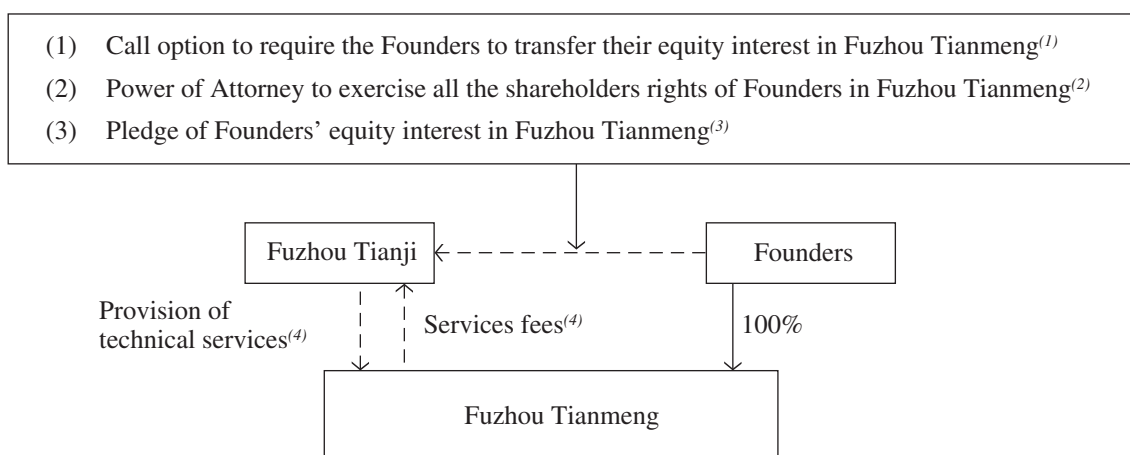 (1) Call option to require the Founders to transfer their equity interest in Fuzhou Tianmeng(1)
(2) Power of Attorney to exercise all the shareholders rights of Founders in Fuzhou Tianmeng(2)
(3) Pledge of Founders’ equity interest in Fuzhou Tianmeng(3)
Fuzhou Tianji
Founders
Provision of
technical services(4)
Services fees(4)
100%
Fuzhou Tianmeng